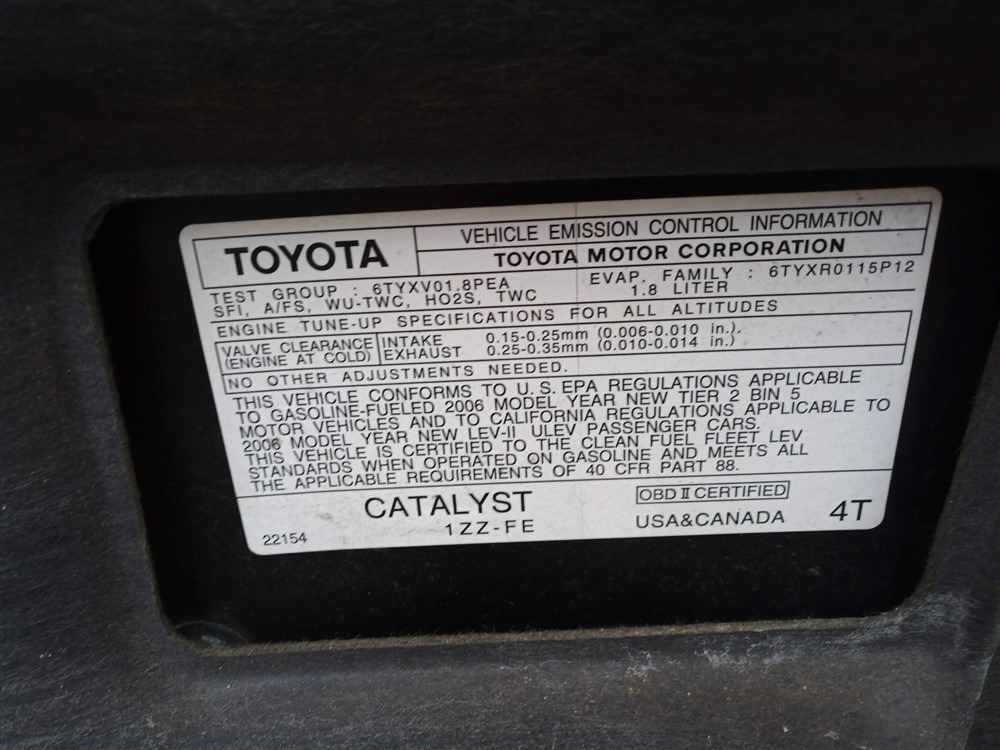 TOYOTA
VEHICLE EMISSION CONTROL INFORMATION
TOYOTA MOTOR CORPORATION
TEST GROUP : 6TYXV01.8PEA
EVAP. FAMILY : 6TYXR0115P12
SFI, A/FS, WU-TWC, HO2S, TWC
1.8 LITER
ENGINE TUNE-UP SPECIFICATIONS FOR ALL ALTITUDES
VALVE CLEARANCE INTAKE 0.15-0.25mm (0.006-0.010 in.),
(ENGINE AT COLD) EXHAUST 0.25-0.35mm (0.010-0.014 in.)
NO OTHER ADJUSTMENTS NEEDED.
THIS VEHICLE CONFORMS TO U.S. EPA REGULATIONS APPLICABLE
TO GASOLINE-FUELED 2006 MODEL YEAR NEW TIER 2 BIN 5
MOTOR VEHICLES AND TO CALIFORNIA REGULATIONS APPLICABLE TO
2006 MODEL YEAR NEW LEV-II ULEV PASSENGER CARS.
THIS VEHICLE IS CERTIFIED TO THE CLEAN FUEL FLEET LEV
STANDARDS WHEN OPERATED ON GASOLINE AND MEETS ALL
THE APPLICABLE REQUIREMENTS OF 40 CFR PART 88.
CATALYST
OBD II CERTIFIED
22154
1ZZ-FE
USA&CANADA
4T